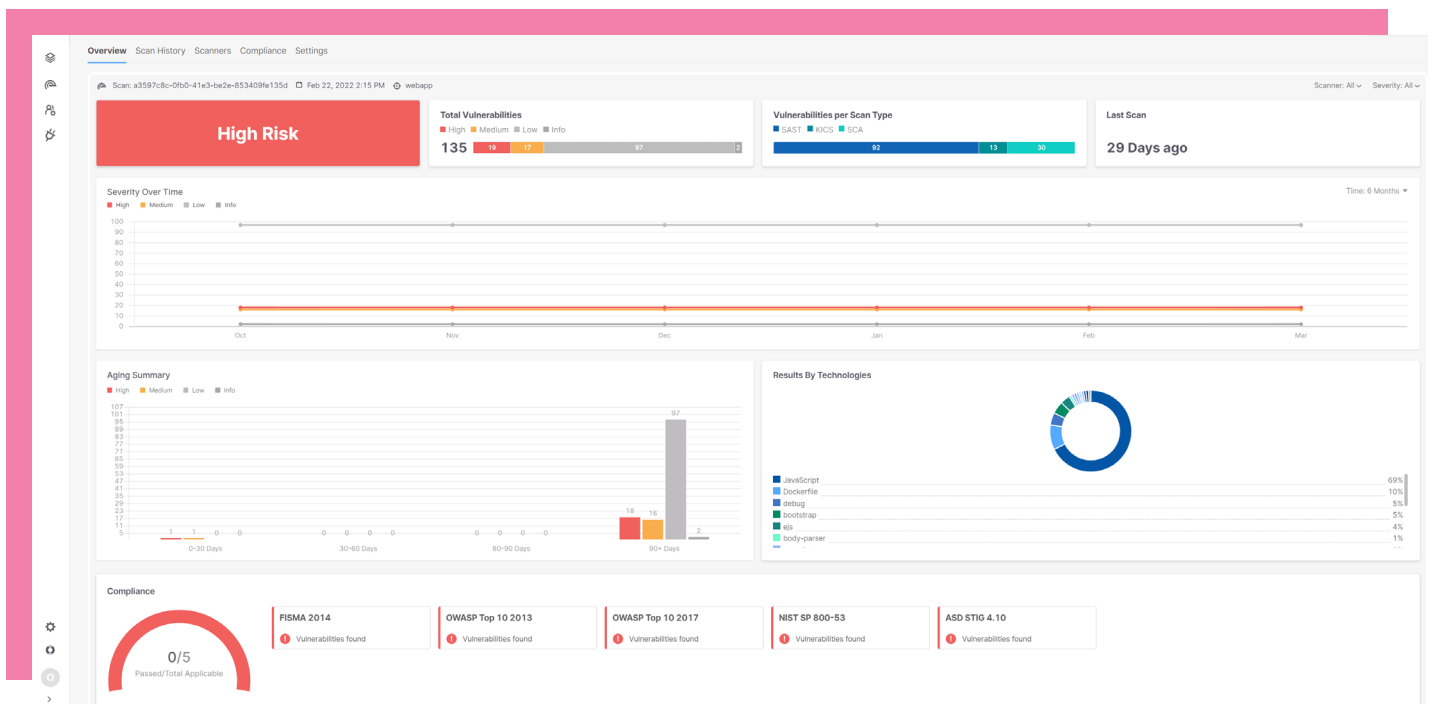 Overview Scan History Scanners Compliance Settings
Scan: a3597c8c-0fb0-41e3-be2e-853409fe135d Feb 22, 2022 2:15 PM webapp
Scanner: All Severity: All
High Risk
Total Vulnerabilities
High Medium Low Info
135 19 17 97 2
Vulnerabilities per Scan Type
SAST KICS SCA
92 13 30
Last Scan
29 Days ago
Severity Over Time
Time: 6 Months
High Medium Low Info
100
90
80
70
60
50
40
30
20
10
0
Oct Nov Dec Jan Feb Mar
Aging Summary
High Medium Low Info
107
101
95
89
83
77
71
65
59
53
47
41
35
29
23
17
11
5
1 1 0 0
0 0 0 0
0 0 0 0
18 16 97 2
0-30 Days 30-60 Days 60-90 Days 90+ Days
Results By Technologies
JavaScript 69%
Dockerfile 10%
debug 5%
bootstrap 5%
ejs 4%
body-parser 1%
Compliance
0/5
Passed/Total Applicable
FISMA 2014
Vulnerabilities found
OWASP Top 10 2013
Vulnerabilities found
OWASP Top 10 2017
Vulnerabilities found
NIST SP 800-53
Vulnerabilities found
ASD STIG 4.10
Vulnerabilities found
O